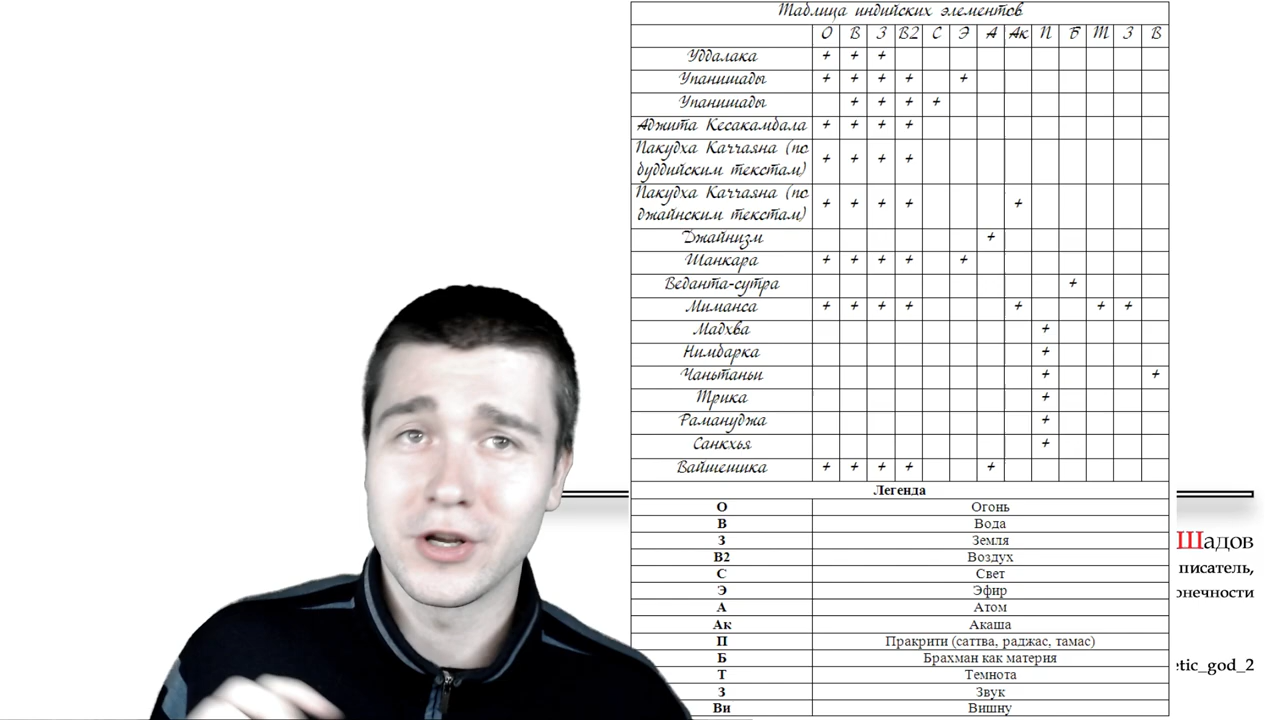 Таблица индийских элементов
О В З В2 С Э А Ак П Б Т З В
Уддалака + + +
Упанишады + + + + +
Упанишады + + + +
Аджита Кесакамбала + + + +
Пакудха Каччаяна (по
буддийским текстам) + + + +
Пакудха Каччаяна (по
джайнским текстам) + + + + +
Джайнизм +
Шанкара + + + + +
Веданта-сутра +
Миманса + + + + + + +
Мадхва +
Нимбарка +
Чаньтаньи + +
Трика +
Рамануджа +
Санкхья +
Вайшешика + + + + +
Легенда
О Огонь
В Вода
З Земля
В2 Воздух
С Свет
Э Эфир
А Атом
Ак Акаша
П Пракрити (саттва, раджас, тамас)
Б Брахман как материя
Т Темнота
З Звук
Ви Вишну
Шадов
писатель,
онечности
etic_god_2